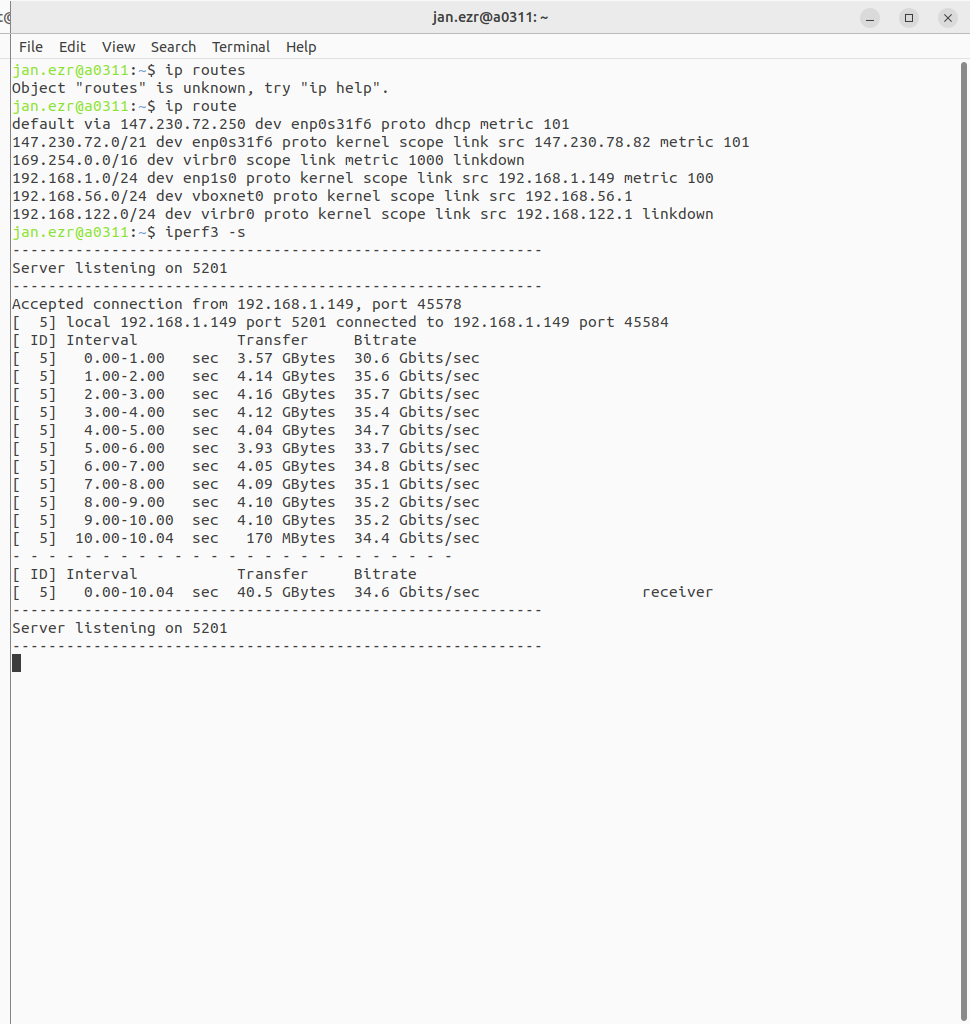 jan.ezr@a0311: ~
File Edit View Search Terminal Help
jan.ezr@a0311:~$ ip routes
Object "routes" is unknown, try "ip help".
jan.ezr@a0311:~$ ip route
default via 147.230.72.250 dev enp0s31f6 proto dhcp metric 101
147.230.72.0/21 dev enp0s31f6 proto kernel scope link src 147.230.78.82 metric 101
169.254.0.0/16 dev virbr0 scope link metric 1000 linkdown
192.168.1.0/24 dev enp1s0 proto kernel scope link src 192.168.1.149 metric 100
192.168.56.0/24 dev vboxnet0 proto kernel scope link src 192.168.56.1
192.168.122.0/24 dev virbr0 proto kernel scope link src 192.168.122.1 linkdown
jan.ezr@a0311:~$ iperf3 -s
-----------------------------------------------------------
Server listening on 5201
-----------------------------------------------------------
Accepted connection from 192.168.1.149, port 45578
[  5] local 192.168.1.149 port 5201 connected to 192.168.1.149 port 45584
[ ID] Interval           Transfer     Bitrate
[  5]   0.00-1.00   sec  3.57 GBytes  30.6 Gbits/sec
[  5]   1.00-2.00   sec  4.14 GBytes  35.6 Gbits/sec
[  5]   2.00-3.00   sec  4.16 GBytes  35.7 Gbits/sec
[  5]   3.00-4.00   sec  4.12 GBytes  35.4 Gbits/sec
[  5]   4.00-5.00   sec  4.04 GBytes  34.7 Gbits/sec
[  5]   5.00-6.00   sec  3.93 GBytes  33.7 Gbits/sec
[  5]   6.00-7.00   sec  4.05 GBytes  34.8 Gbits/sec
[  5]   7.00-8.00   sec  4.09 GBytes  35.1 Gbits/sec
[  5]   8.00-9.00   sec  4.10 GBytes  35.2 Gbits/sec
[  5]   9.00-10.00  sec  4.10 GBytes  35.2 Gbits/sec
[  5]  10.00-10.04  sec   170 MBytes  34.4 Gbits/sec
- - - - - - - - - - - - - - - - - - - - - - - - -
[ ID] Interval           Transfer     Bitrate
[  5]   0.00-10.04  sec  40.5 GBytes  34.6 Gbits/sec                  receiver
-----------------------------------------------------------
Server listening on 5201
-----------------------------------------------------------